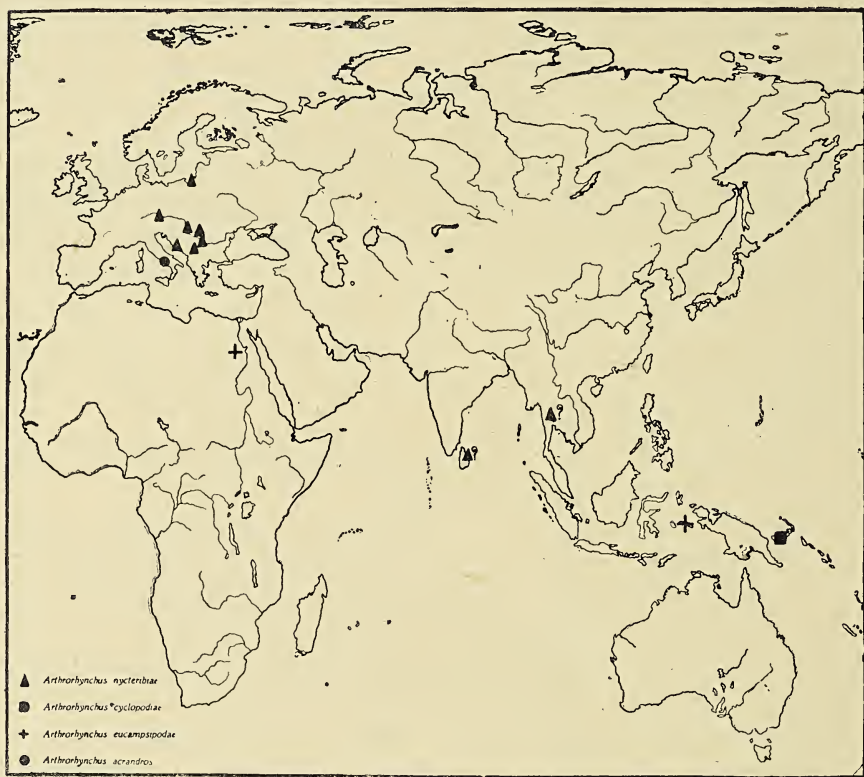 ?
?
Arthrorhynchus nycteribiae
Arthrorhynchus cyclopodiae
Arthrorhynchus eucampsipodae
Arthrorhynchus acrandros